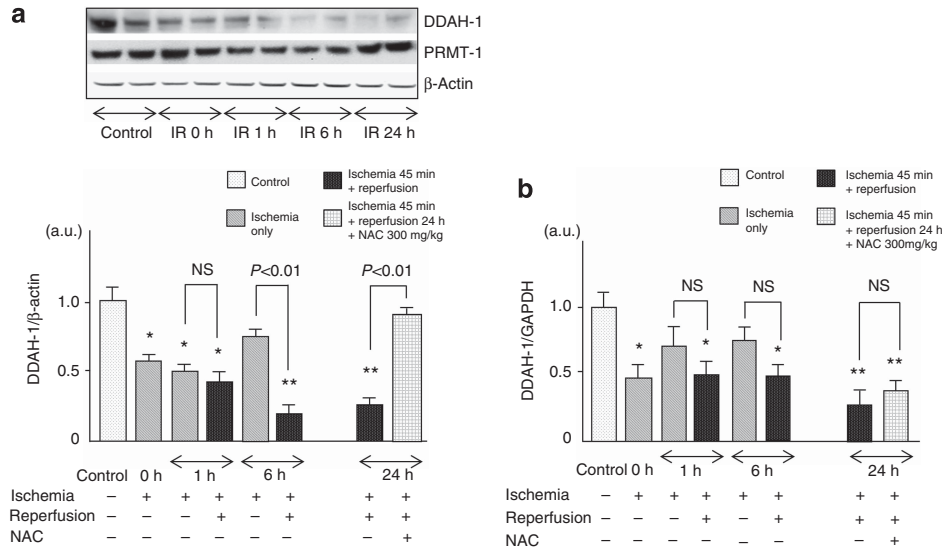 a
DDAH-1
PRMT-1
β-Actin
Control IR 0 h IR 1 h IR 6 h IR 24 h
Control
Ischemia 45 min
+ reperfusion
Ischemia
only
Ischemia 45 min
+ reperfusion 24 h
+ NAC 300 mg/kg
(a.u.)
DDAH-1/β-actin
1.0
0.5
0
* * * ** **
NS P<0.01 P<0.01
Control 0 h 1 h 6 h 24 h
Ischemia – + + + + + + +
Reperfusion – – – + – + + +
NAC – – – – – – – +
b
Control
Ischemia 45 min
+ reperfusion
Ischemia
only
Ischemia 45 min
+ reperfusion 24 h
+ NAC 300mg/kg
(a.u.)
DDAH-1/GAPDH
1.0
0.5
0
NS NS NS
* * * ** **
Control 0 h 1 h 6 h 24 h
Ischemia – + + + + + + +
Reperfusion – – – + – + + +
NAC – – – – – – – +